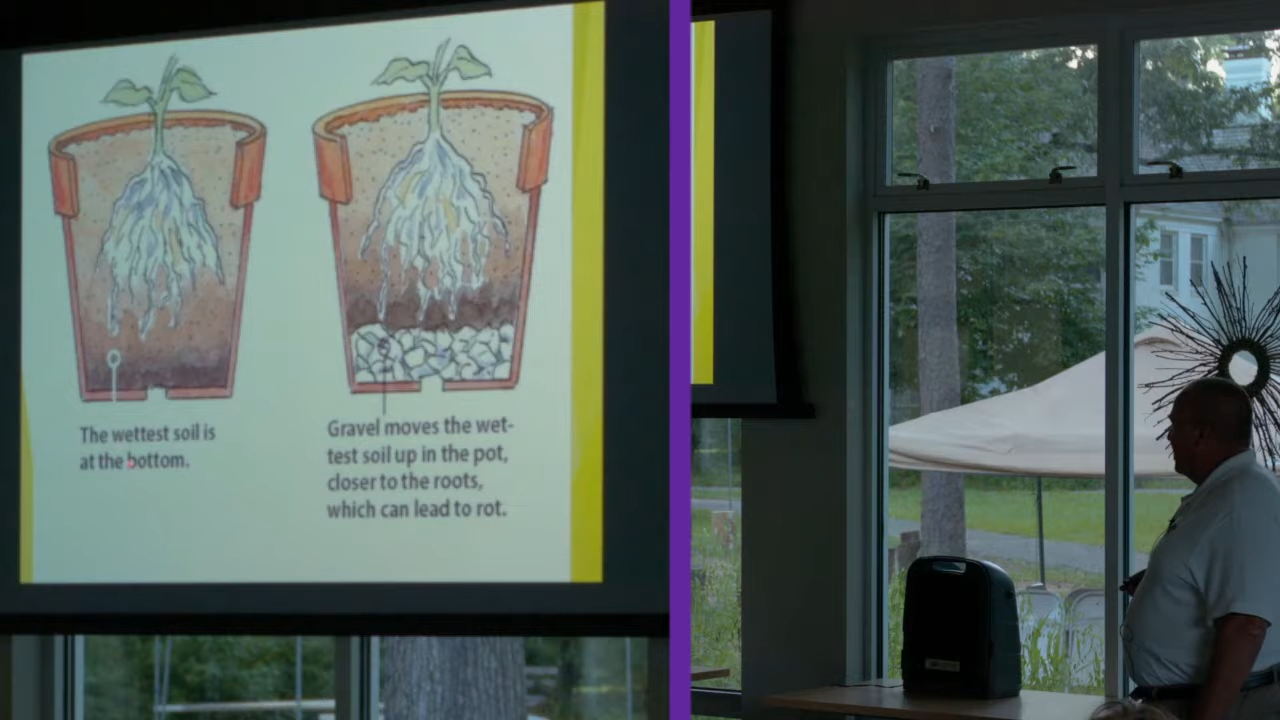 The wettest soil is
at the bottom.
Gravel moves the wet-
test soil up in the pot,
closer to the roots,
which can lead to rot.